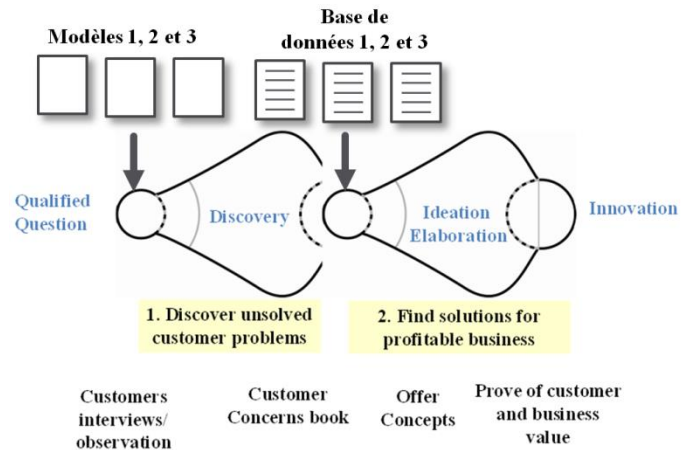 Modèles 1, 2 et 3
Base de
données 1, 2 et 3
Qualified
Question
Discovery
Ideation
Elaboration
Innovation
1. Discover unsolved
customer problems
2. Find solutions for
profitable business
Customers
interviews/
observation
Customer
Concerns book
Offer
Concepts
Prove of customer
and business
value